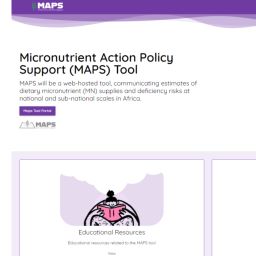 MAPS
Micronutrient Action Policy
Support (MAPS) Tool
MAPS will be a web-hosted tool, communicating estimates of
dietary micronutrient (MN) supplies and deficiency risks at
national and sub-national scales in Africa.
Maps Tool Portal
MAPS
Educational Resources
Educational resources related to the MAPS tool